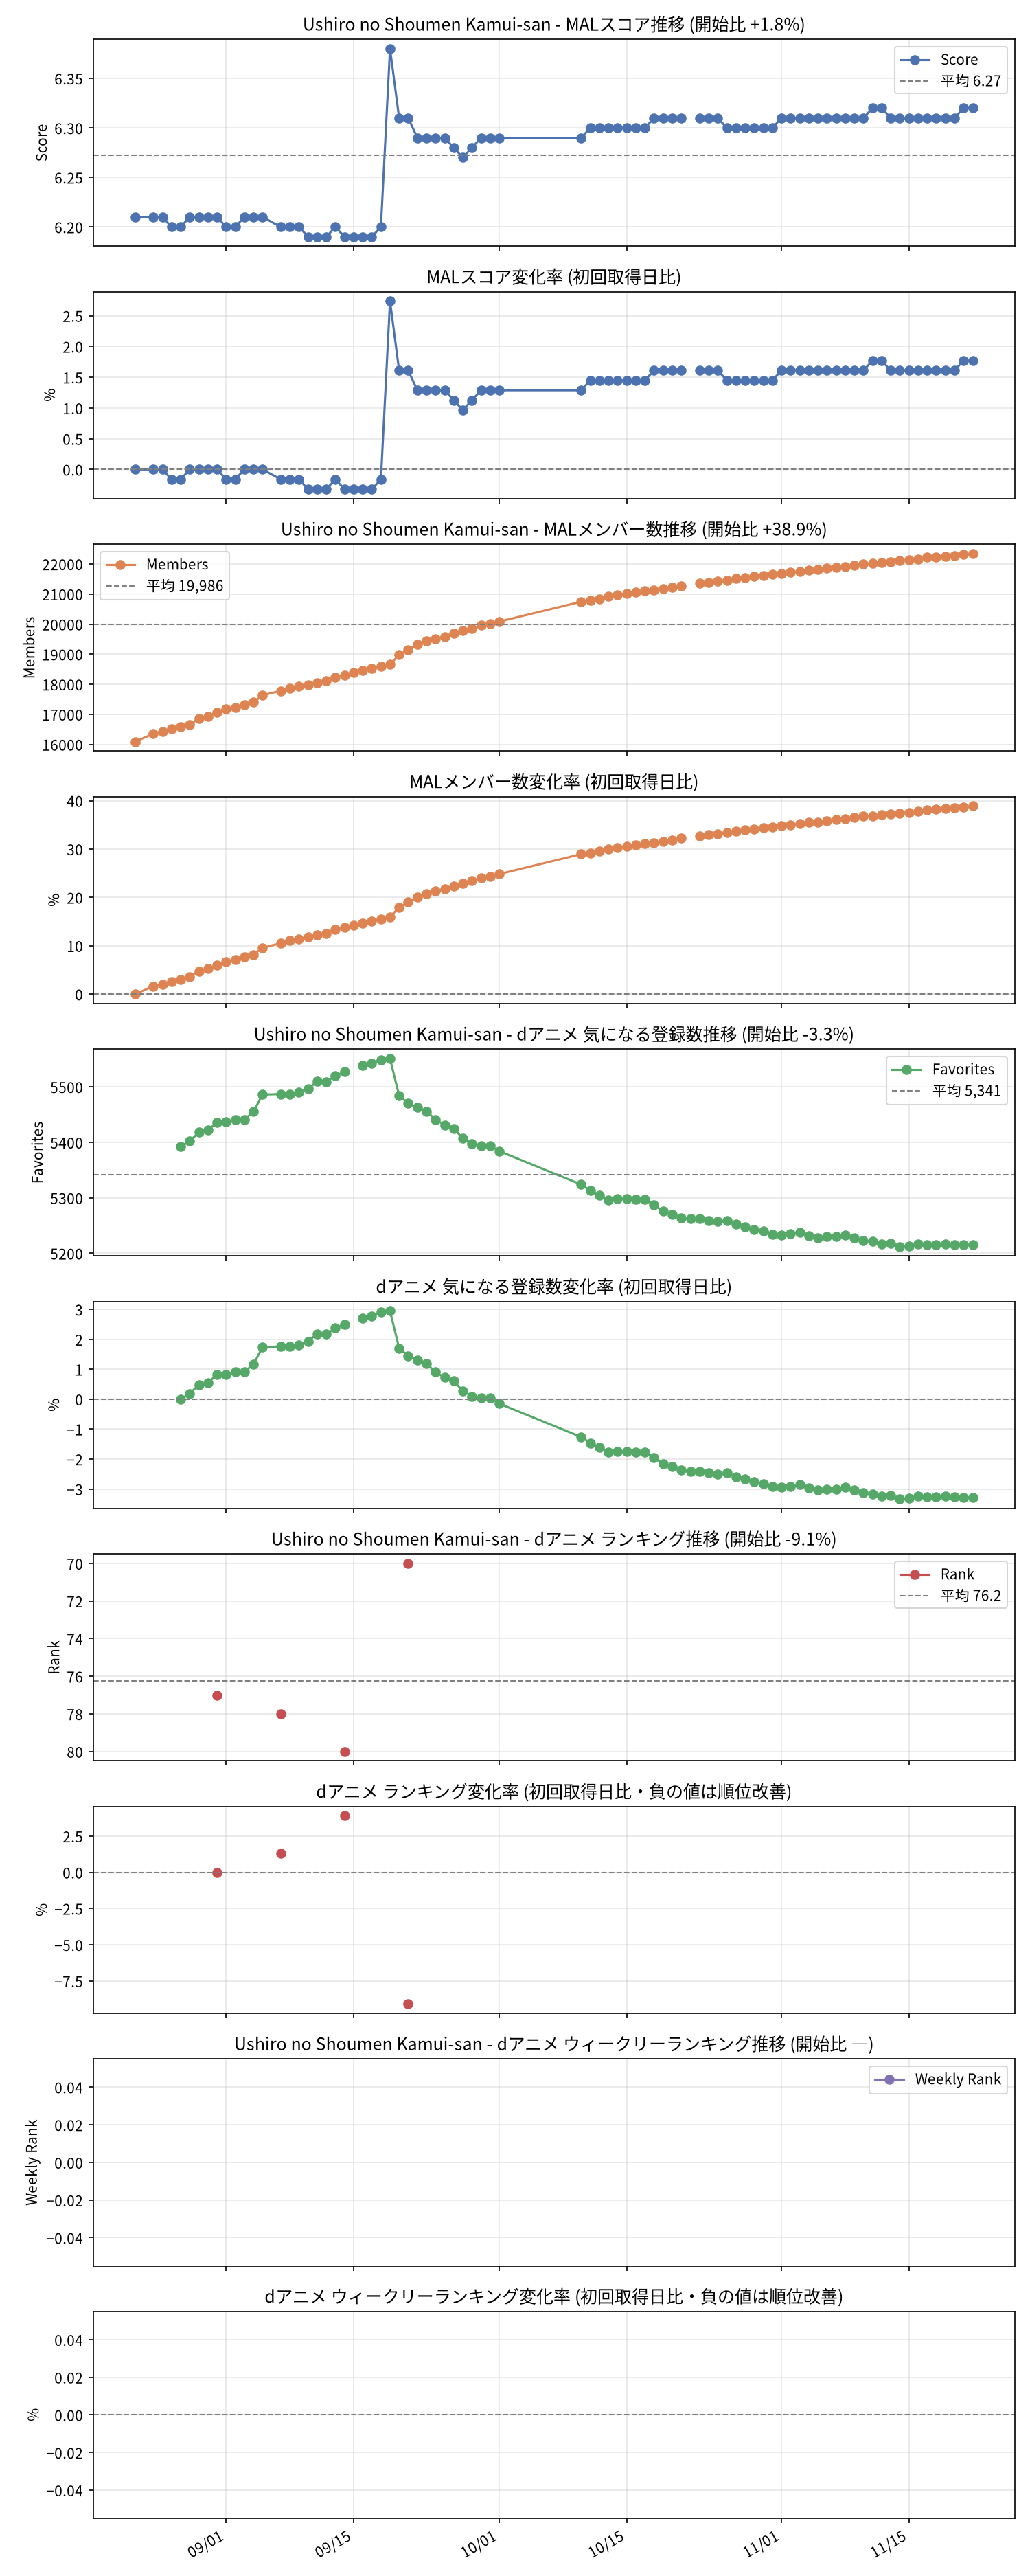 Ushiro no Shoumen Kamui-san - MALスコア推移 (開始比 +1.8%)
Score
6.35
6.30
6.25
6.20
Score
平均 6.27
MALスコア変化率 (初回取得日比)
%
2.5
2.0
1.5
1.0
0.5
0.0
Ushiro no Shoumen Kamui-san - MALメンバー数推移 (開始比 +38.9%)
Members
22000
21000
20000
19000
18000
17000
16000
Members
平均 19,986
MALメンバー数変化率 (初回取得日比)
%
40
30
20
10
0
Ushiro no Shoumen Kamui-san - dアニメ 気になる登録数推移 (開始比 -3.3%)
Favorites
5500
5400
5300
5200
Favorites
平均 5,341
dアニメ 気になる登録数変化率 (初回取得日比)
%
3
2
1
0
−1
−2
−3
Ushiro no Shoumen Kamui-san - dアニメ ランキング推移 (開始比 -9.1%)
Rank
70
72
74
76
78
80
Rank
平均 76.2
dアニメ ランキング変化率 (初回取得日比・負の値は順位改善)
%
2.5
0.0
−2.5
−5.0
−7.5
Ushiro no Shoumen Kamui-san - dアニメ ウィークリーランキング推移 (開始比 —)
Weekly Rank
0.04
0.02
0.00
−0.02
−0.04
Weekly Rank
dアニメ ウィークリーランキング変化率 (初回取得日比・負の値は順位改善)
%
0.04
0.02
0.00
−0.02
−0.04
09/01
09/15
10/01
10/15
11/01
11/15